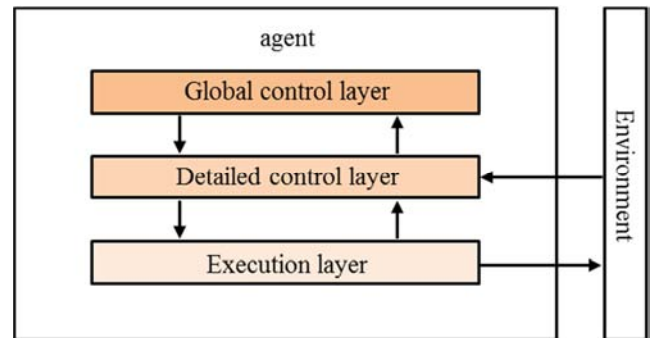 agent
Global control layer
Detailed control layer
Execution layer
Environment